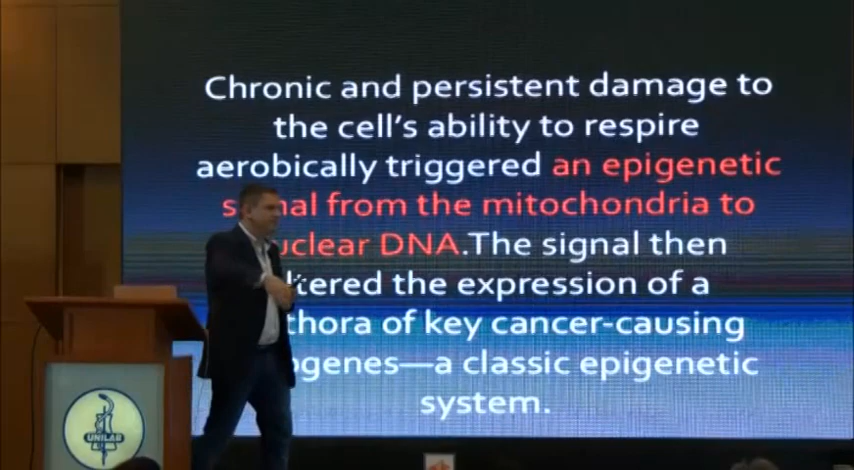 Chronic and persistent damage to
the cell's ability to respire
aerobically triggered an epigenetic
from the mitochondria to
DNA.The signal then
the expression of a
of key cancer-causing
a classic epigenetic
system.
UNILAB